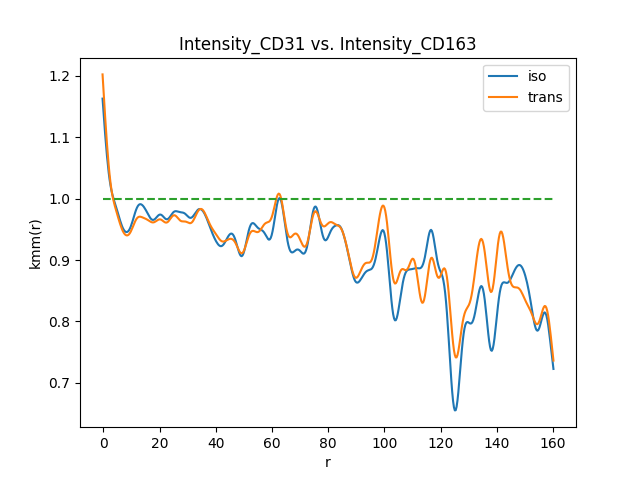 Intensity_CD31 vs. Intensity_CD163
iso
trans
kmm(r)
1.2
1.1
1.0
0.9
0.8
0.7
0 20 40 60 80 100 120 140 160
r